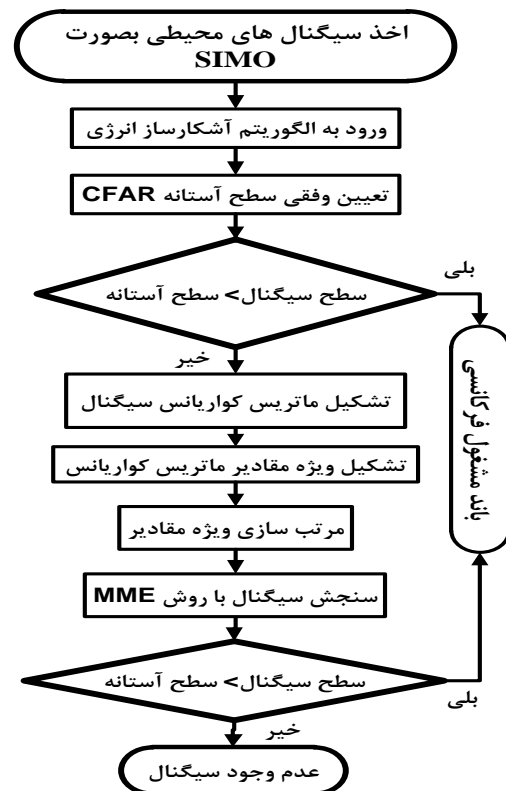 اخذ سیگنال های محیطی بصورت
SIMO
ورود به الگوریتم آشکارساز انرژی
تعیین وفقی سطح آستانه CFAR
سطح سیگنال> سطح آستانه
بلی
خیر
باند مشغول فرکانسی
تشکیل ماتریس کواریانس سیگنال
تشکیل ویژه مقادیر ماتریس کواریانس
مرتب سازی ویژه مقادیر
سنجش سیگنال با روش MME
سطح سیگنال> سطح آستانه
بلی
خیر
عدم وجود سیگنال